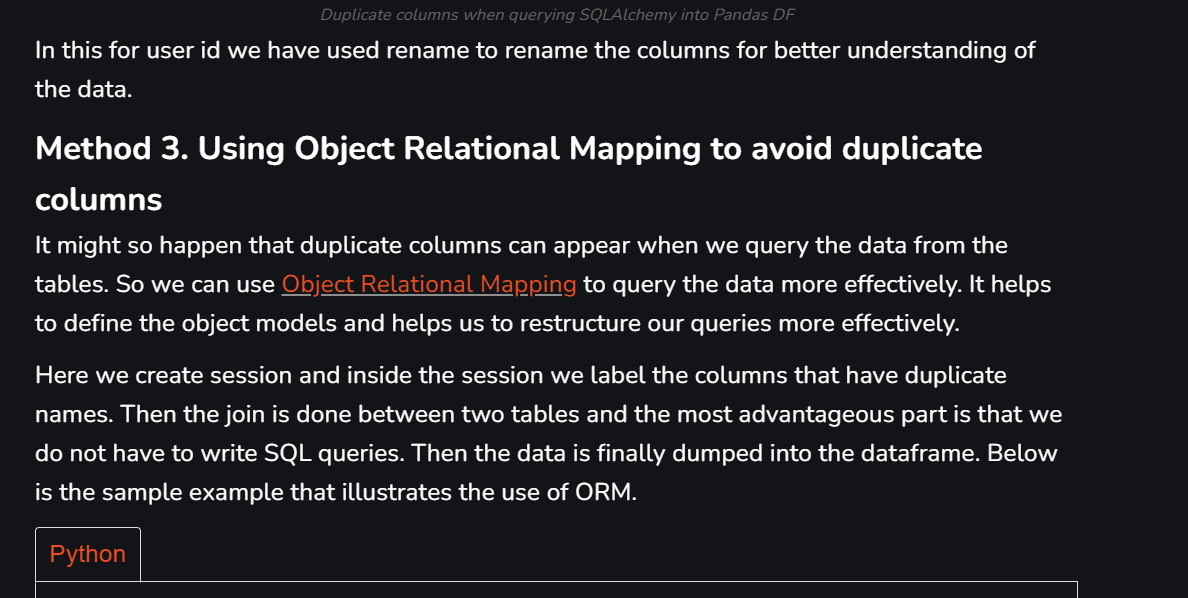 Duplicate columns when querying SQLAlchemy into Pandas DF
In this for user id we have used rename to rename the columns for better understanding of
the data.
Method 3. Using Object Relational Mapping to avoid duplicate
columns
It might so happen that duplicate columns can appear when we query the data from the
tables. So we can use Object Relational Mapping to query the data more effectively. It helps
to define the object models and helps us to restructure our queries more effectively.
Here we create session and inside the session we label the columns that have duplicate
names. Then the join is done between two tables and the most advantageous part is that we
do not have to write SQL queries. Then the data is finally dumped into the dataframe. Below
is the sample example that illustrates the use of ORM.
Python